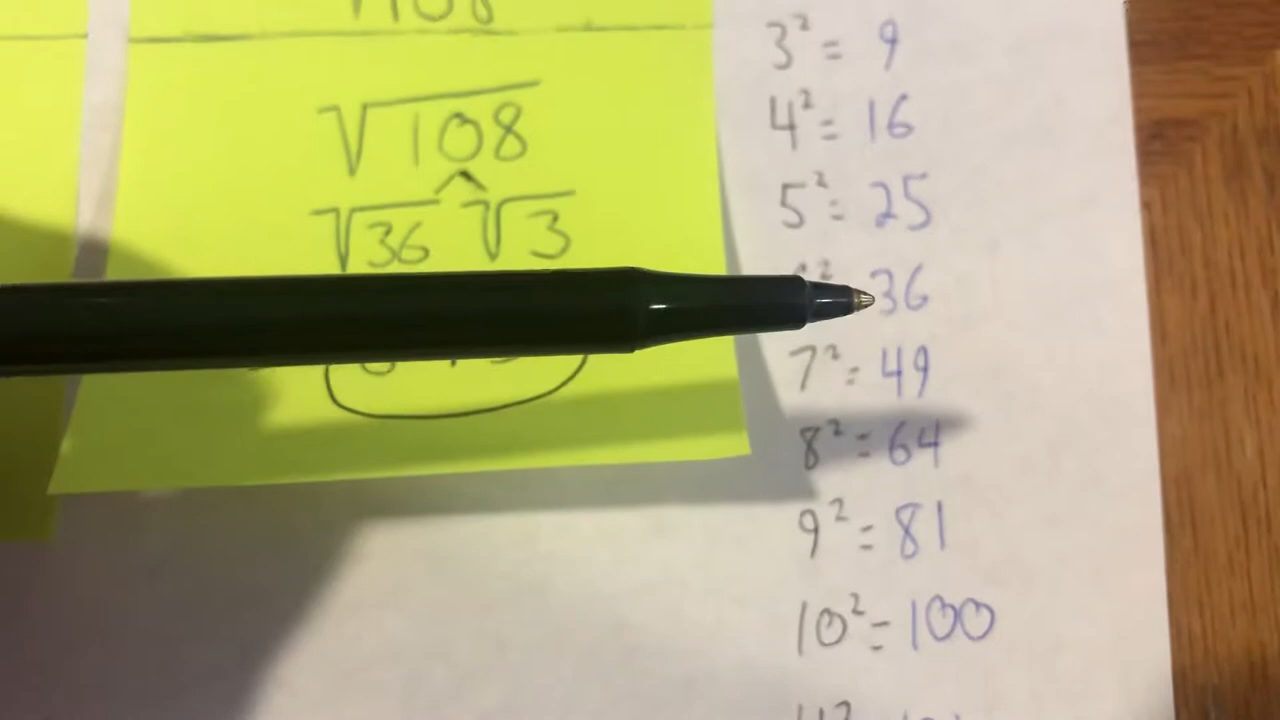 √108
√36 √3
3² = 9
4² = 16
5² = 25
36
7² = 49
8² = 64
9² = 81
10² = 100